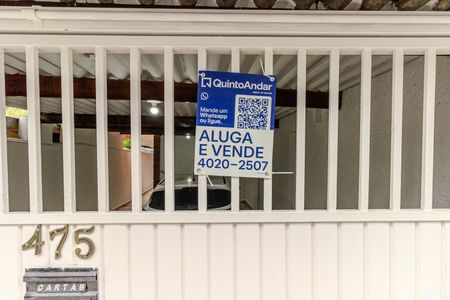 QuintoAndar
Mande um
Whatsapp
ou ligue.
ALUGA
E VENDE
4020-2507
475
CARTAS